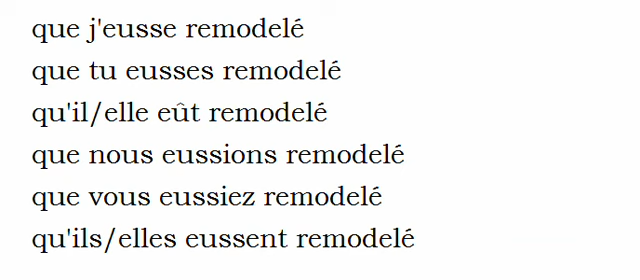 que j'eusse remodelé
que tu eusses remodelé
qu'il/elle eût remodelé
que nous eussions remodelé
que vous eussiez remodelé
qu'ils/elles eussent remodelé